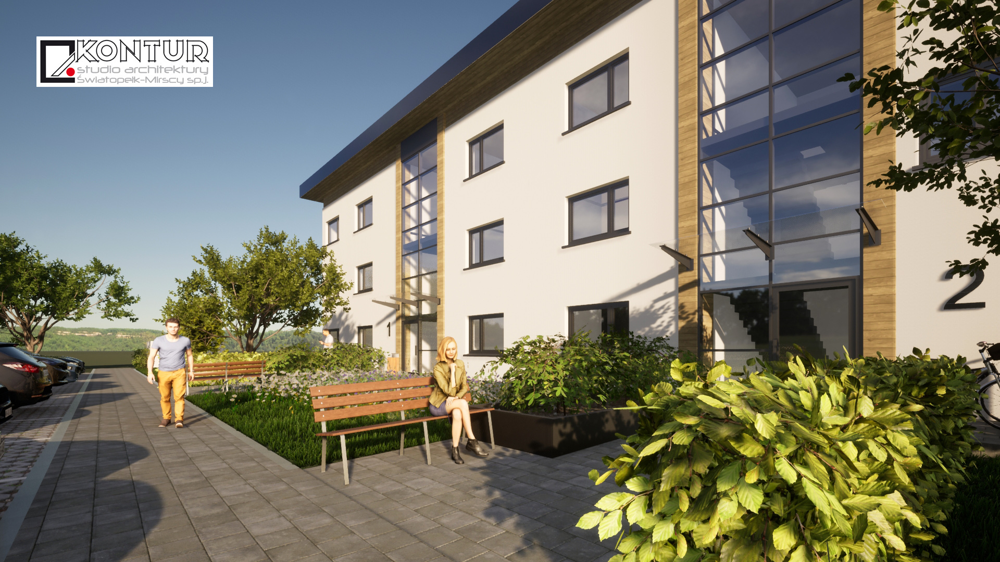 KONTUR
studio architektury
Światopełk-Mirscy sp.j.
1
2